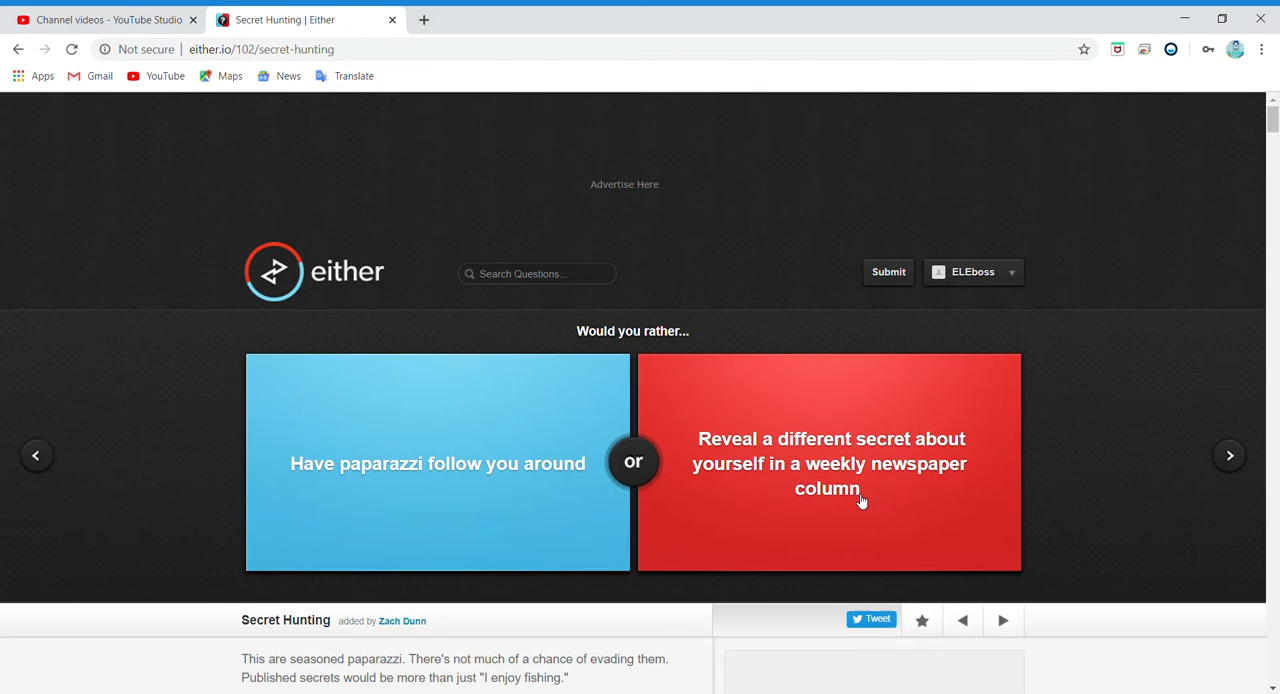 Channel videos - YouTube Studio
Secret Hunting | Either
Not secure | either.io/102/secret-hunting
Apps Gmail YouTube Maps News Translate
Advertise Here
either
Search Questions...
Submit
ELEboss
Would you rather...
Have paparazzi follow you around
or
Reveal a different secret about
yourself in a weekly newspaper
column
Secret Hunting added by Zach Dunn
Tweet
This are seasoned paparazzi. There's not much of a chance of evading them.
Published secrets would be more than just "I enjoy fishing."